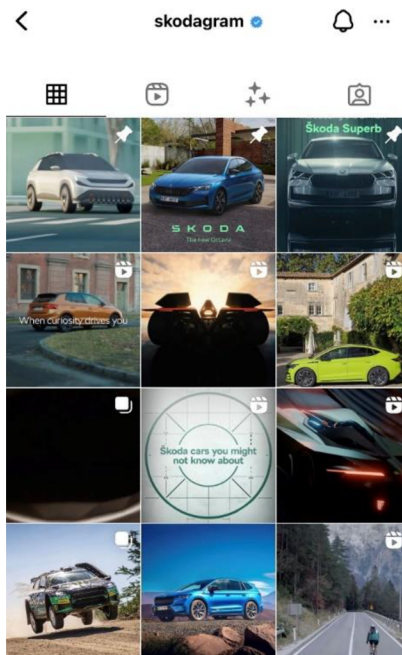 skodagram
Škoda Superb
SKODA
The new Octavia
When curiosity drives you
Škoda cars you might
not know about